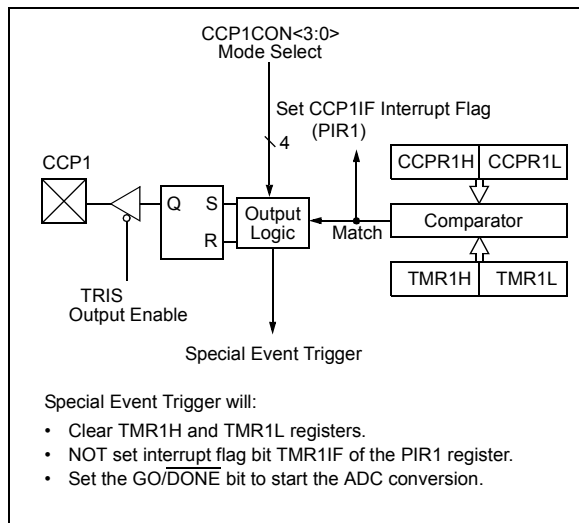 CCP1CON<3:0>
Mode Select
Set CCP1IF Interrupt Flag
(PIR1)
4
CCP1
CCPR1H CCPR1L
Q S
R
Output
Logic
Match
Comparator
TRIS
Output Enable
TMR1H TMR1L
Special Event Trigger
Special Event Trigger will:
• Clear TMR1H and TMR1L registers.
• NOT set interrupt flag bit TMR1IF of the PIR1 register.
• Set the GO/DONE bit to start the ADC conversion.